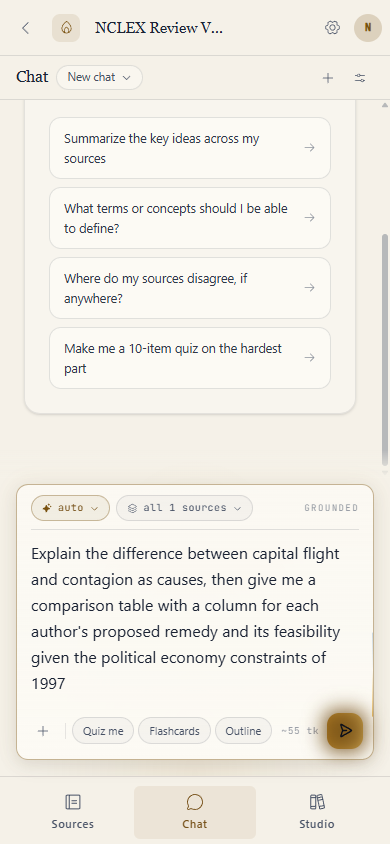 NCLEX Review V...
N
Chat
New chat
Summarize the key ideas across my
sources
What terms or concepts should I be able
to define?
Where do my sources disagree, if
anywhere?
Make me a 10-item quiz on the hardest
part
auto
all 1 sources
GROUNDED
Explain the difference between capital flight
and contagion as causes, then give me a
comparison table with a column for each
author's proposed remedy and its feasibility
given the political economy constraints of
1997
Quiz me
Flashcards
Outline
~55 tk
Sources
Chat
Studio